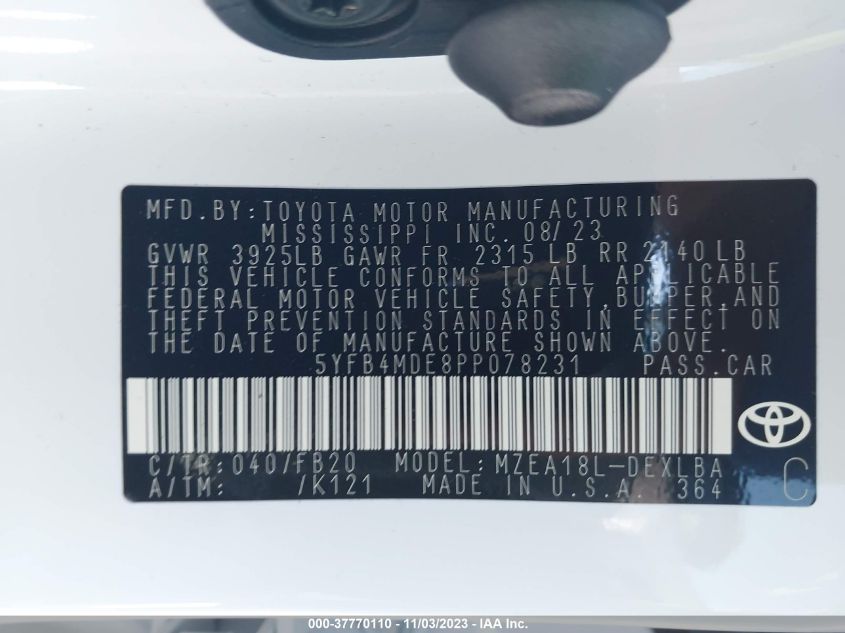 MFD.BY:TOYOTA MOTOR MANUFACTURING
MISSISSIPPI INC. 08/23
GVWR 3925LB GAWR FR 2315 LB RR 2140 LB
THIS VEHICLE CONFORMS TO ALL APPLICABLE
FEDERAL MOTOR VEHICLE SAFETY,BUMPER,AND
THEFT PREVENTION STANDARDS IN EFFECT ON
THE DATE OF MANUFACTURE SHOWN ABOVE.
5YFB4MDE8PP078231 PASS.CAR
C/TR:040/FB20 MODEL:MZEA18L-DEXLBA
A/TM: /K121 MADE IN U.S.A. 364 C
000-37770110 - 11/03/2023 - IAA Inc.